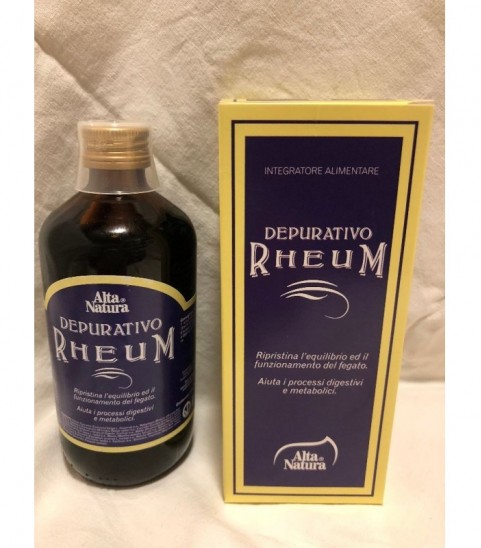 Alta
Natura®
DEPURATIVO
RHEUM
Ripristina l'equilibrio ed il
funzionamento del fegato.
Aiuta i processi digestivi
e metabolici.
INTEGRATORE ALIMENTARE
DEPURATIVO
RHEUM
Ripristina l'equilibrio ed il
funzionamento del fegato.
Aiuta i processi digestivi
e metabolici.
Alta
Natura®